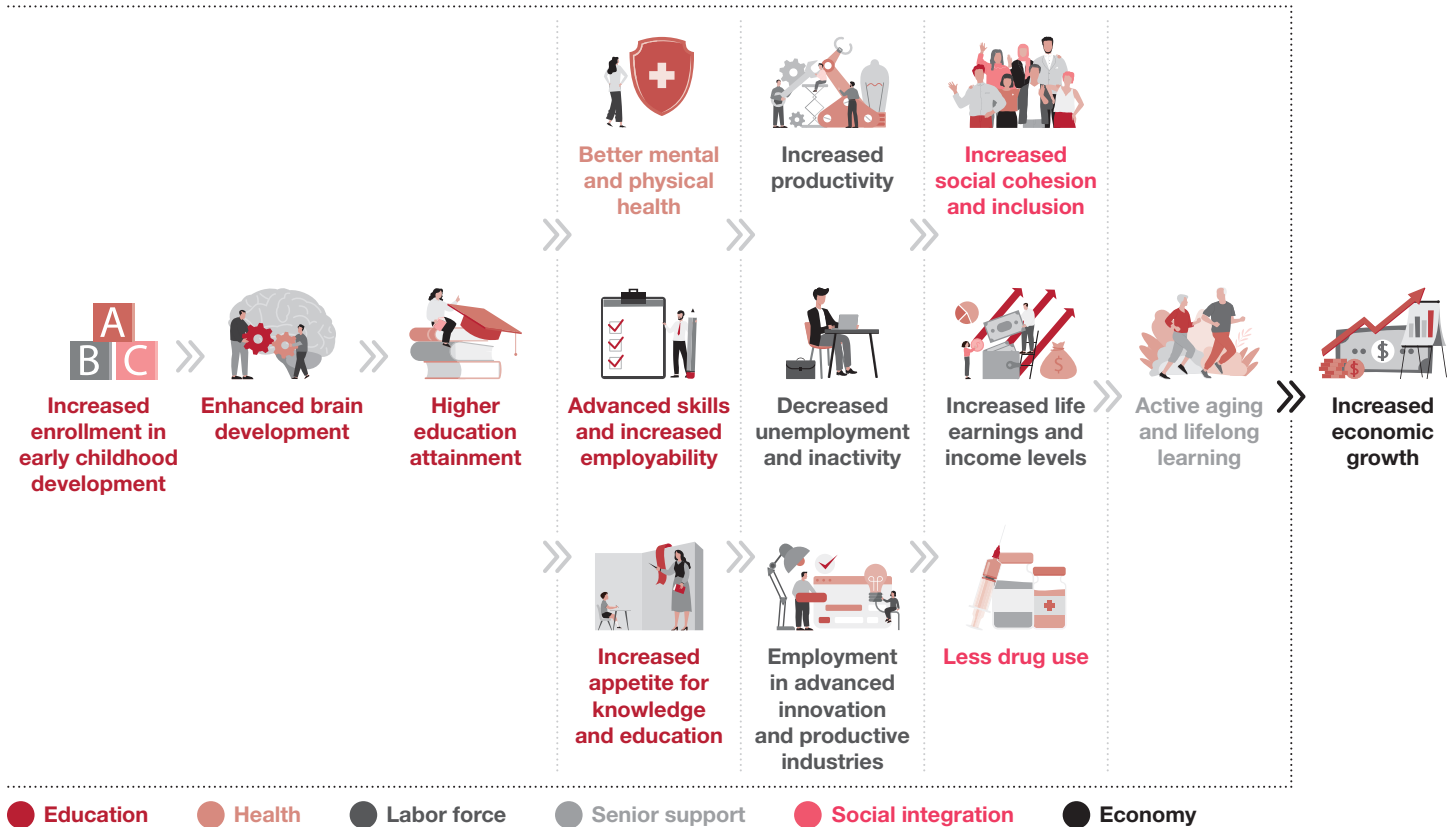 Better mental
and physical
health
Increased
productivity
Increased
social cohesion
and inclusion
A
B C
Increased
enrollment in
early childhood
development
Enhanced brain
development
Higher
education
attainment
Advanced skills
and increased
employability
Decreased
unemployment
and inactivity
$
Increased life
earnings and
income levels
Active aging
and lifelong
learning
$
$
Increased
economic
growth
Increased
appetite for
knowledge
and education
Employment
in advanced
innovation
and productive
industries
Less drug use
Education
Health
Labor force
Senior support
Social integration
Economy